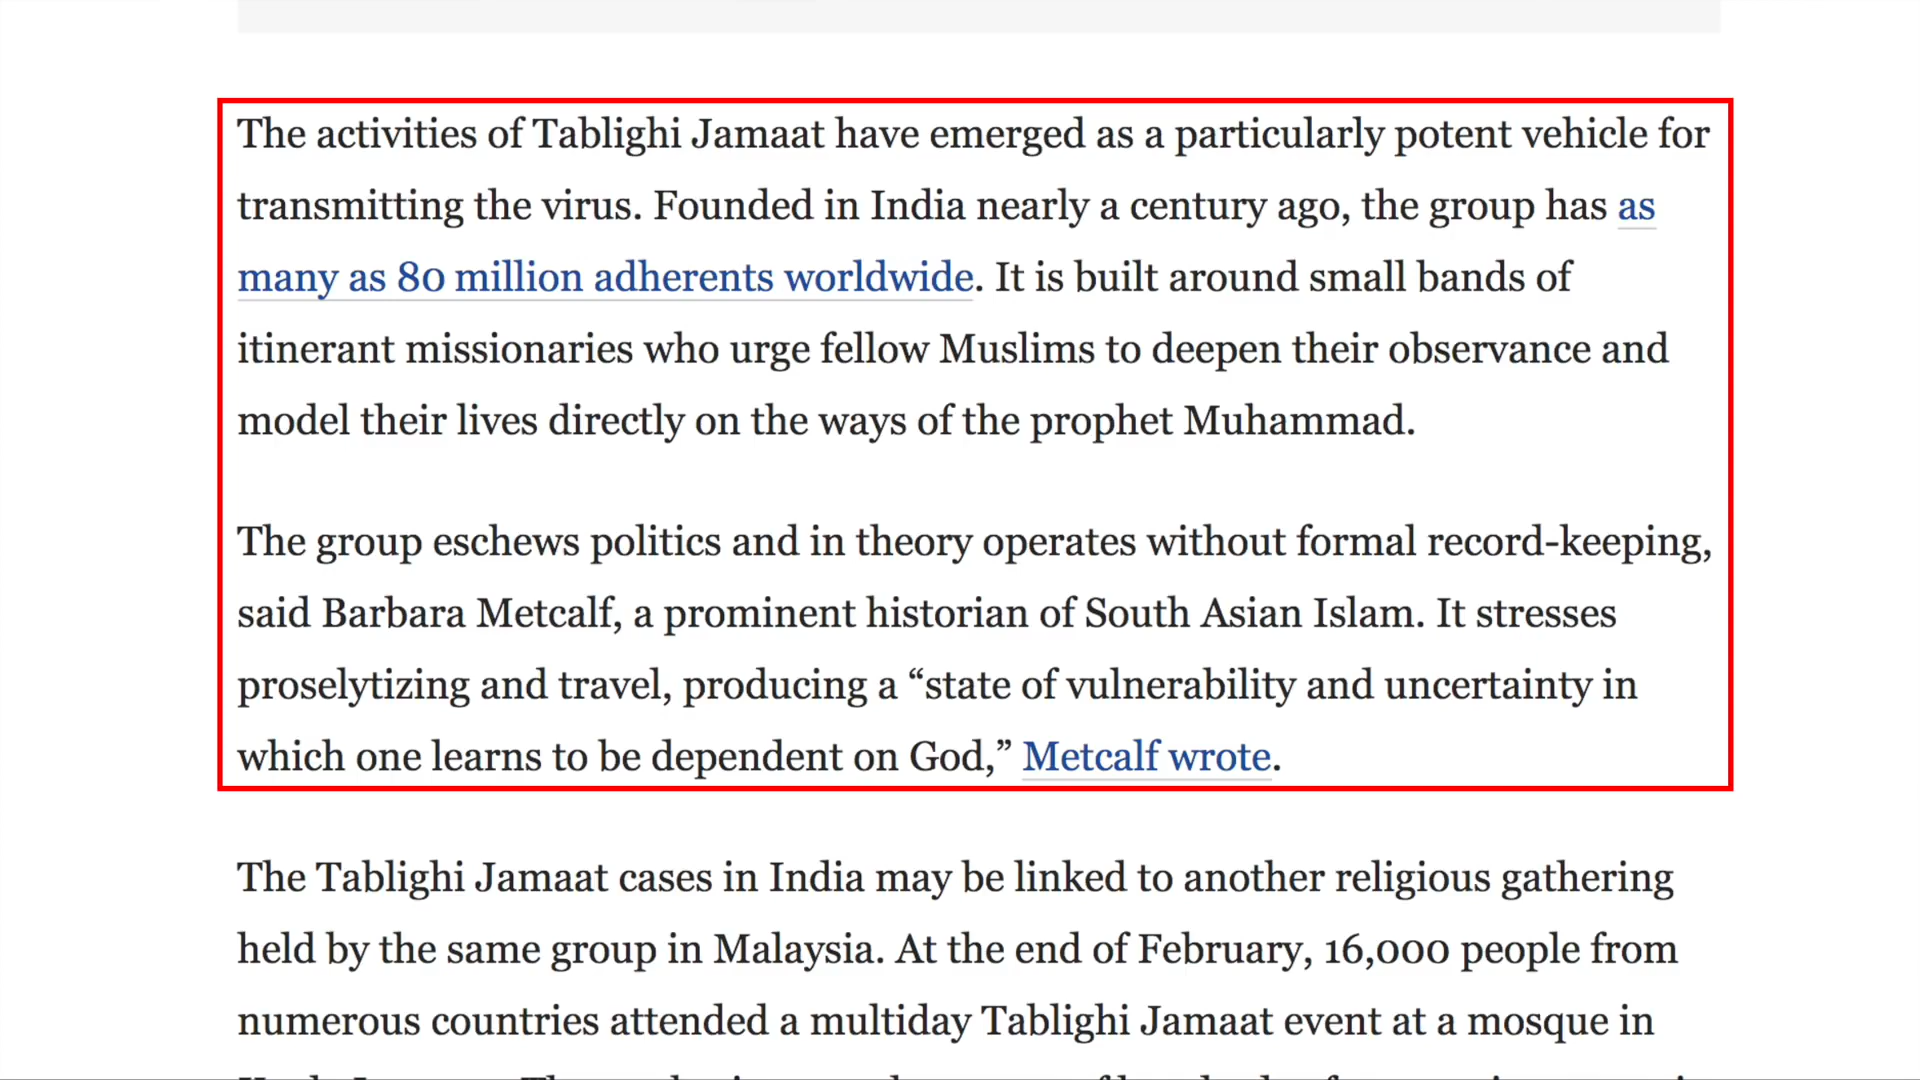 The activities of Tablighi Jamaat have emerged as a particularly potent vehicle for
transmitting the virus. Founded in India nearly a century ago, the group has as
many as 80 million adherents worldwide. It is built around small bands of
itinerant missionaries who urge fellow Muslims to deepen their observance and
model their lives directly on the ways of the prophet Muhammad.
The group eschews politics and in theory operates without formal record-keeping,
said Barbara Metcalf, a prominent historian of South Asian Islam. It stresses
proselytizing and travel, producing a “state of vulnerability and uncertainty in
which one learns to be dependent on God,” Metcalf wrote.
The Tablighi Jamaat cases in India may be linked to another religious gathering
held by the same group in Malaysia. At the end of February, 16,000 people from
numerous countries attended a multiday Tablighi Jamaat event at a mosque in